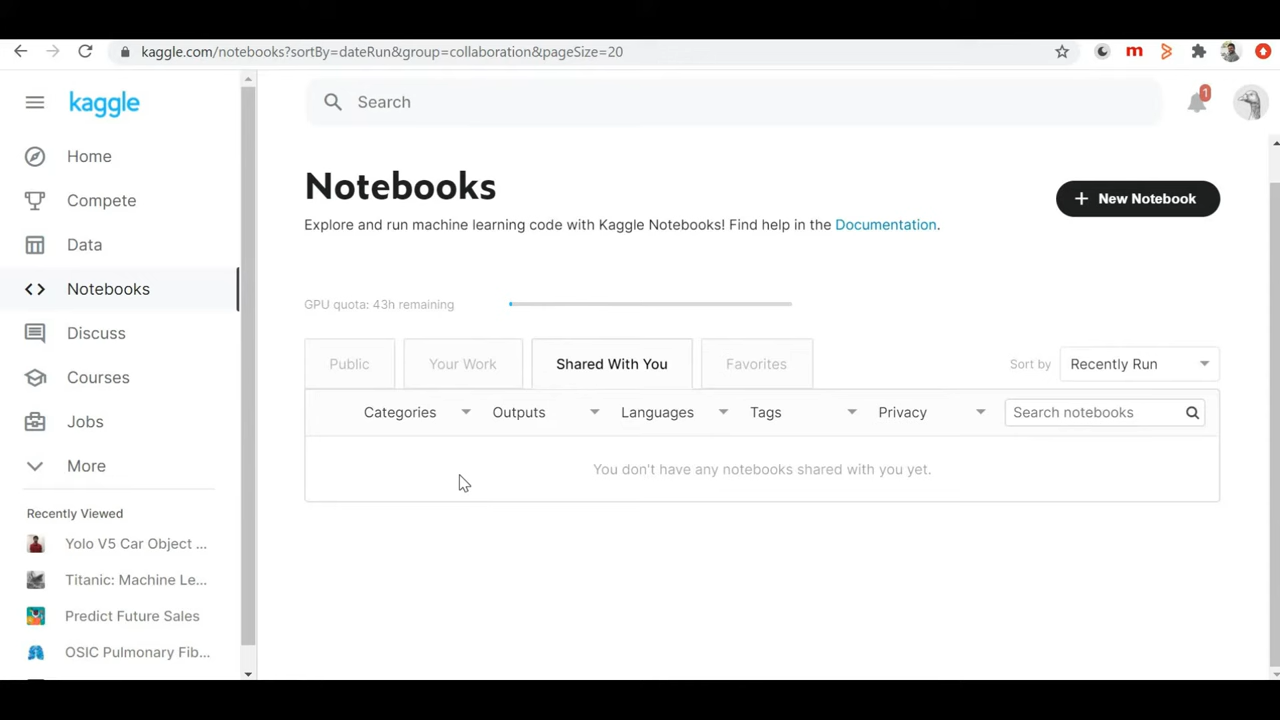 kaggle.com/notebooks?sortBy=dateRun&group=collaboration&pageSize=20
kaggle
Search
1
Home
Compete
Data
Notebooks
Discuss
Courses
Jobs
More
Recently Viewed
Yolo V5 Car Object ...
Titanic: Machine Le...
Predict Future Sales
OSIC Pulmonary Fib...
Notebooks
+ New Notebook
Explore and run machine learning code with Kaggle Notebooks! Find help in the Documentation.
GPU quota: 43h remaining
Public Your Work Shared With You Favorites Sort by Recently Run
Categories Outputs Languages Tags Privacy Search notebooks
You don't have any notebooks shared with you yet.